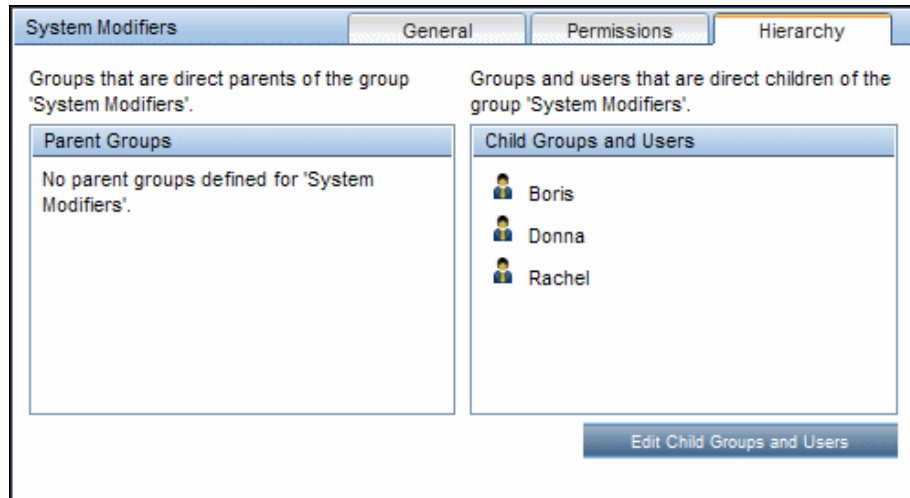 System Modifiers
General
Permissions
Hierarchy
Groups that are direct parents of the group
'System Modifiers'.
Groups and users that are direct children of the
group 'System Modifiers'.
Parent Groups
No parent groups defined for 'System
Modifiers'.
Child Groups and Users
Boris
Donna
Rachel
Edit Child Groups and Users